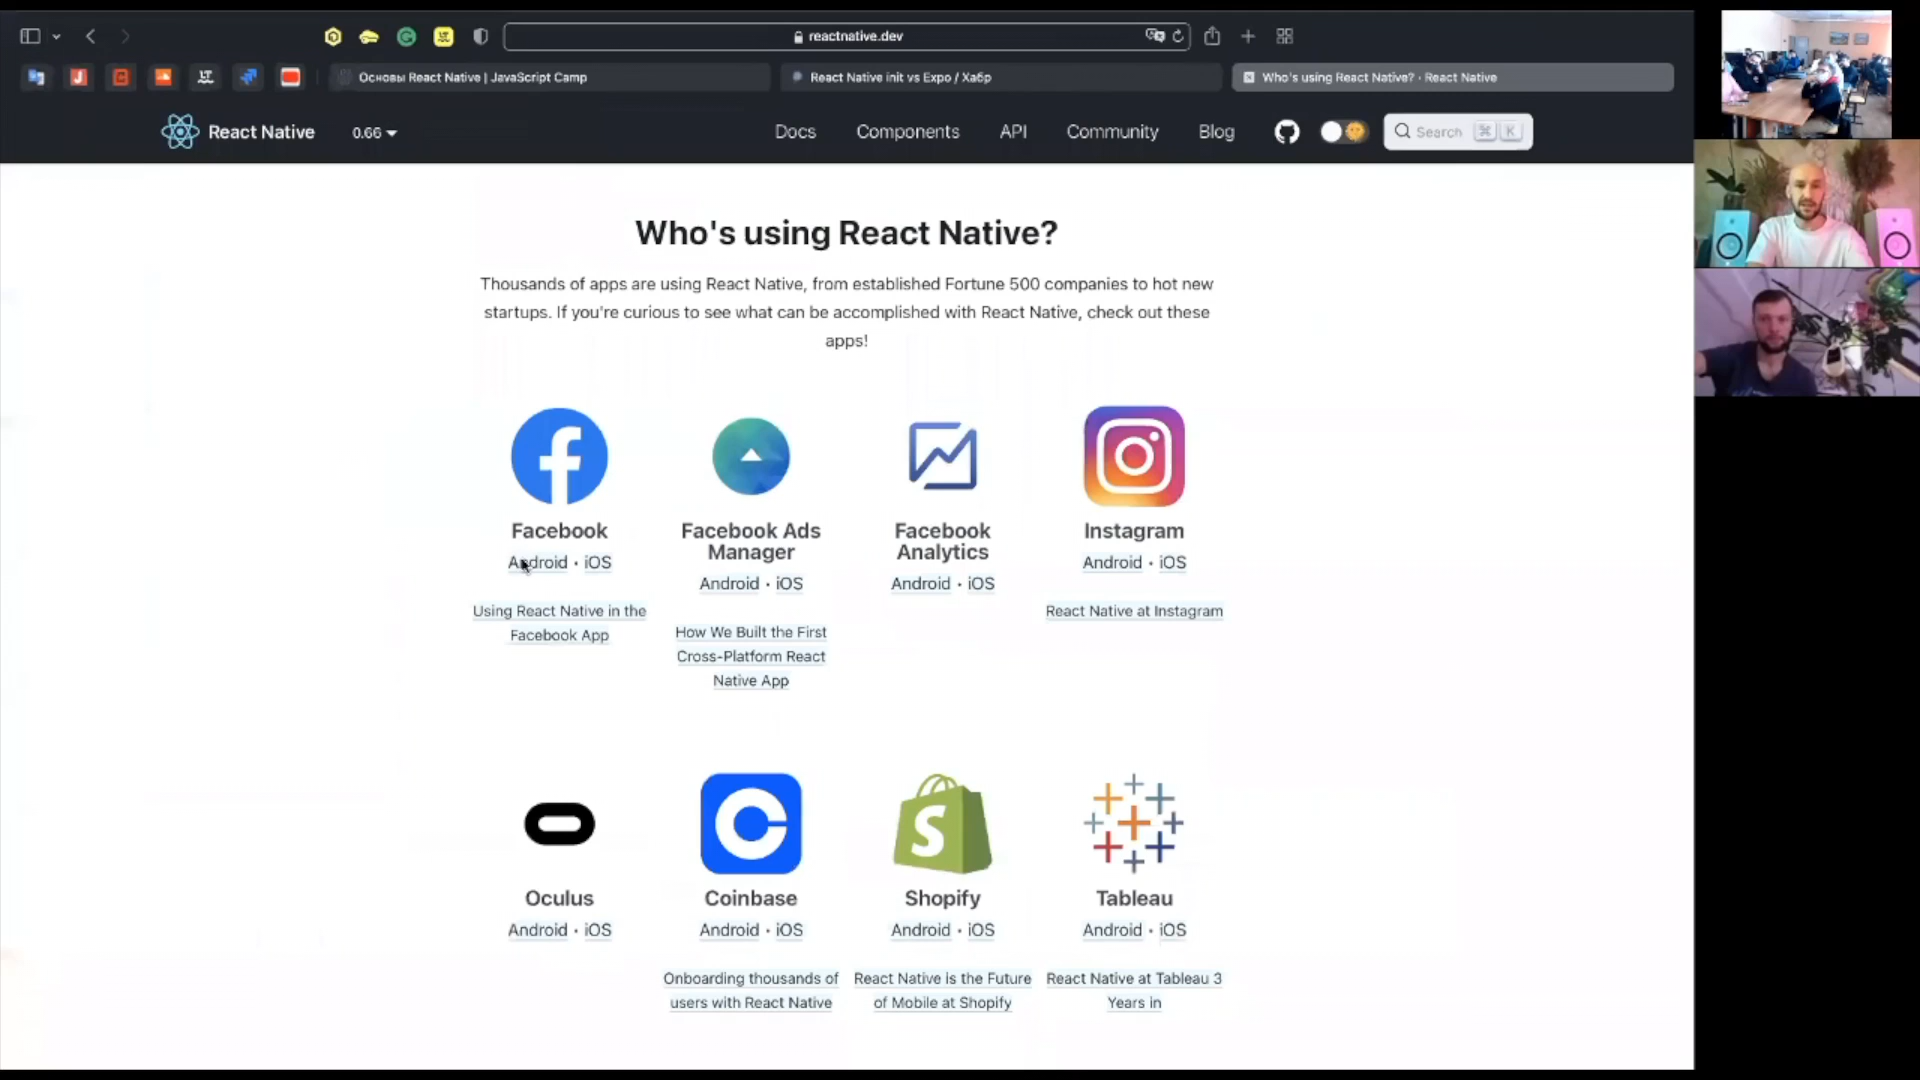 reactnative.dev
Основы React Native | JavaScript Camp
React Native init vs Expo / Хабр
Who's using React Native? · React Native
React Native
0.66
Docs
Components
API
Community
Blog
Search
K
Who's using React Native?
Thousands of apps are using React Native, from established Fortune 500 companies to hot new
startups. If you're curious to see what can be accomplished with React Native, check out these
apps!
Facebook
Android · iOS
Using React Native in the
Facebook App
Facebook Ads
Manager
Android · iOS
How We Built the First
Cross-Platform React
Native App
Facebook
Analytics
Android · iOS
Instagram
Android · iOS
React Native at Instagram
Oculus
Android · iOS
Coinbase
Android · iOS
Onboarding thousands of
users with React Native
Shopify
Android · iOS
React Native is the Future
of Mobile at Shopify
Tableau
Android · iOS
React Native at Tableau 3
Years in